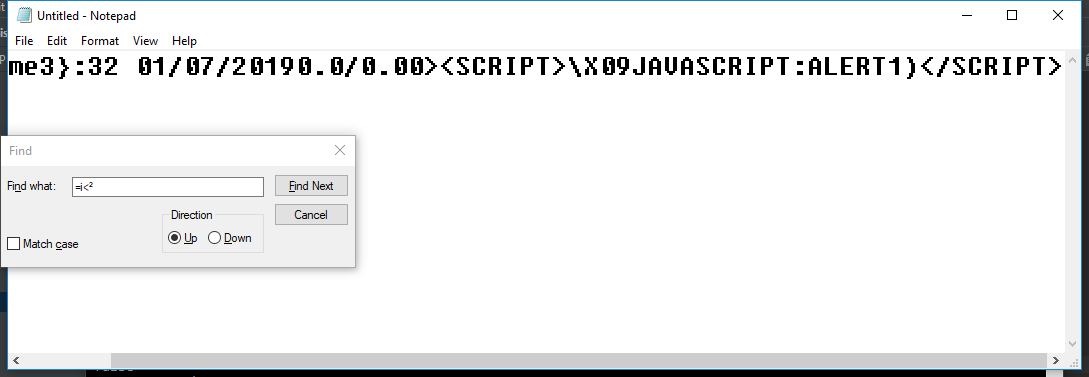 Untitled - Notepad
File Edit Format View Help
me3}:32 01/07/20190.0/0.00><SCRIPT>\X09JAVASCRIPT:ALERT1)</SCRIPT>
Find
Find what: =i<² Find Next
Direction Cancel
Match case Up Down